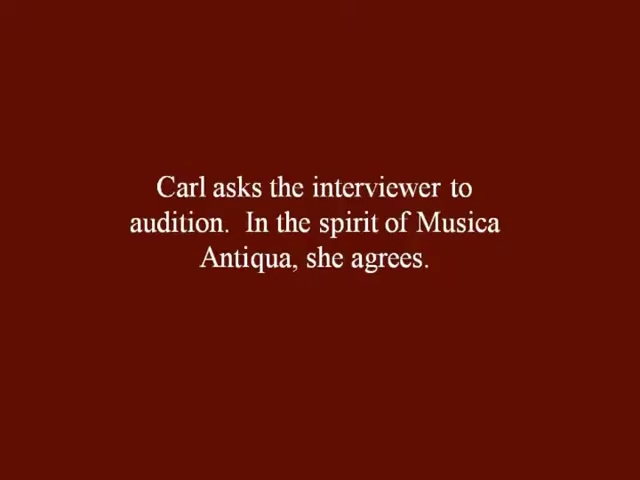 Carl asks the interviewer to
audition.  In the spirit of Musica
Antiqua, she agrees.